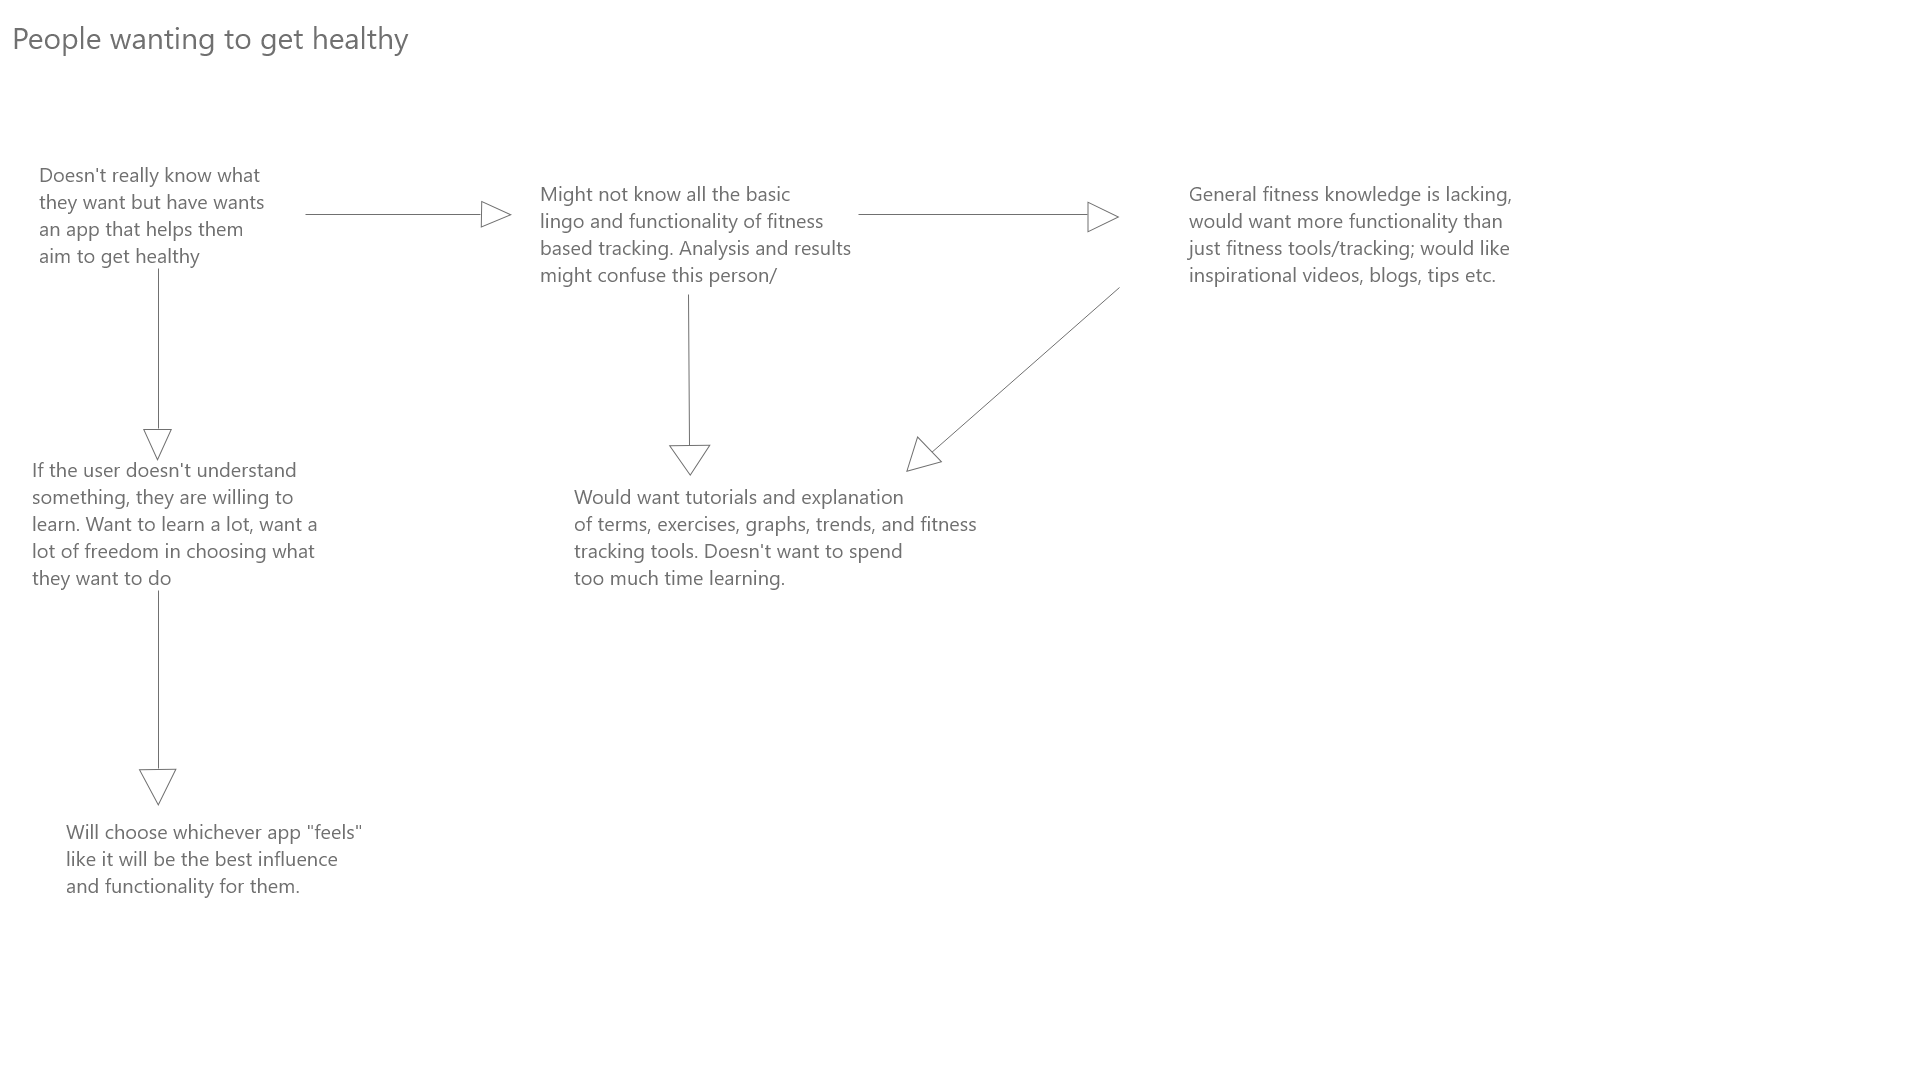 People wanting to get healthy
Doesn't really know what
they want but have wants
an app that helps them
aim to get healthy
Might not know all the basic
lingo and functionality of fitness
based tracking. Analysis and results
might confuse this person/
General fitness knowledge is lacking,
would want more functionality than
just fitness tools/tracking; would like
inspirational videos, blogs, tips etc.
If the user doesn't understand
something, they are willing to
learn. Want to learn a lot, want a
lot of freedom in choosing what
they want to do
Would want tutorials and explanation
of terms, exercises, graphs, trends, and fitness
tracking tools. Doesn't want to spend
too much time learning.
Will choose whichever app "feels"
like it will be the best influence
and functionality for them.